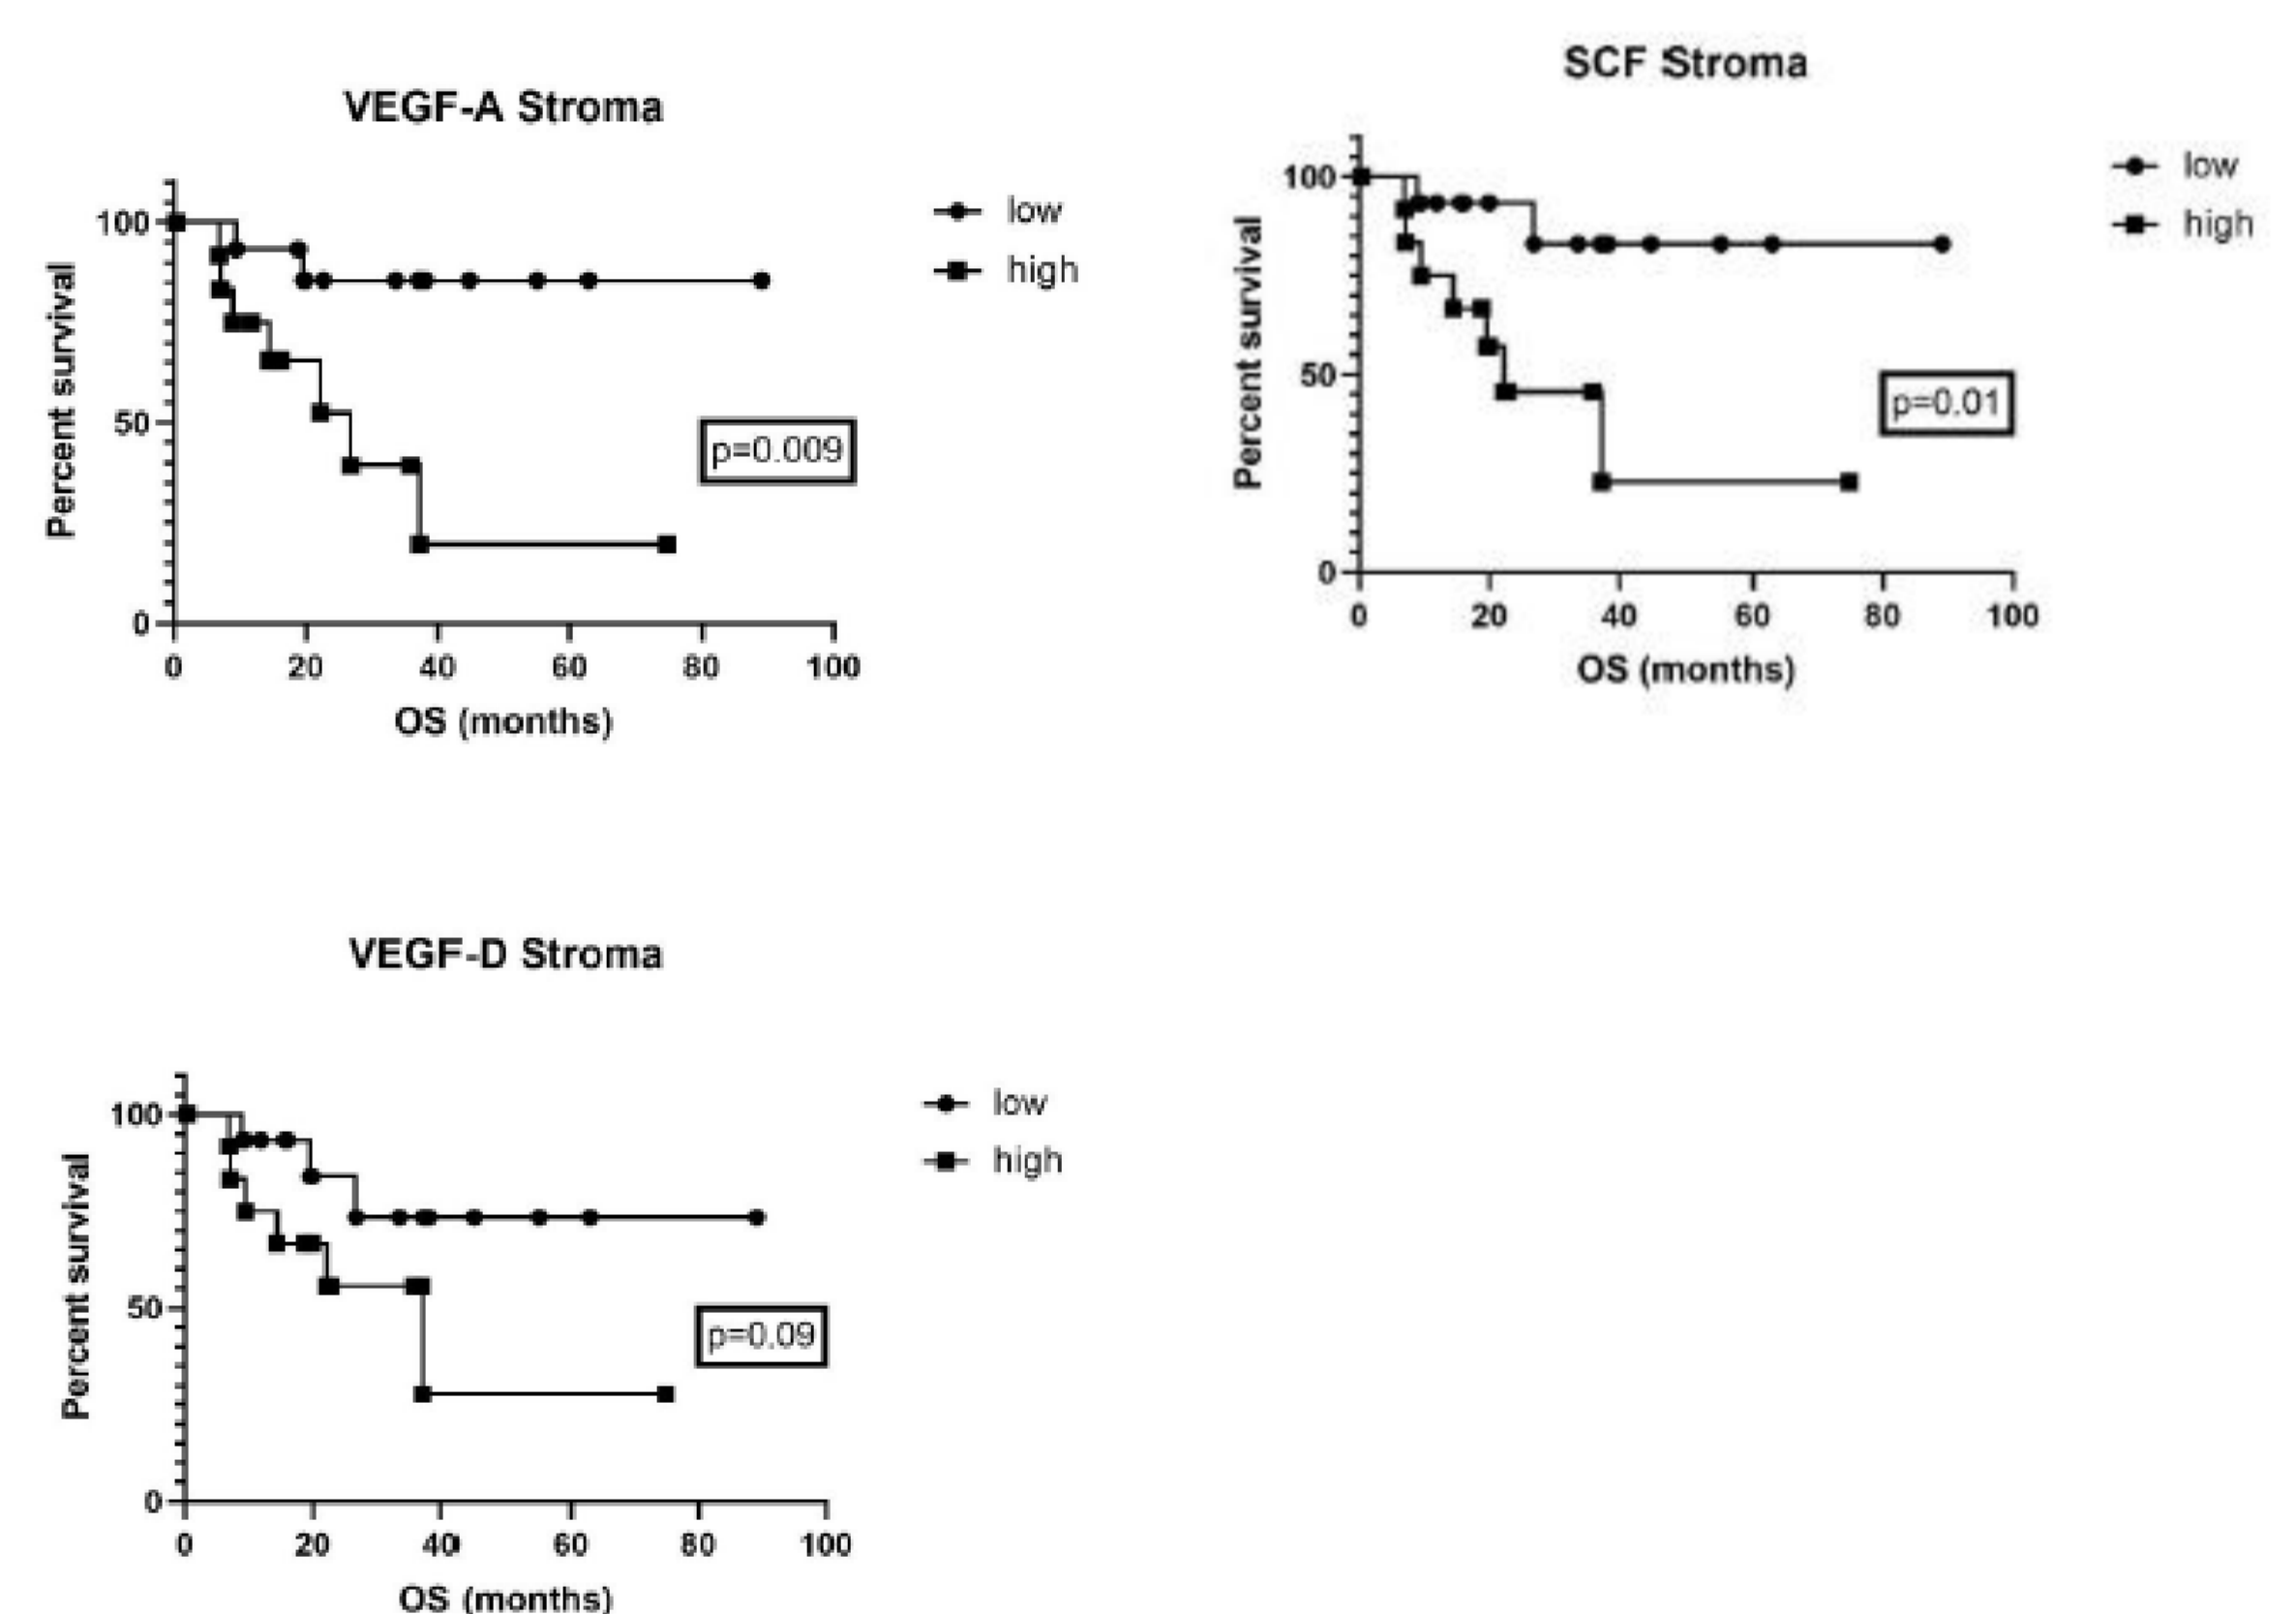 VEGF-A Stroma
100
50
0
Percent survival
0 20 40 60 80 100
OS (months)
low
high
p=0.009
SCF Stroma
100
50
0
Percent survival
0 20 40 60 80 100
OS (months)
low
high
p=0.01
VEGF-D Stroma
100
50
0
Percent survival
0 20 40 60 80 100
OS (months)
low
high
p=0.09